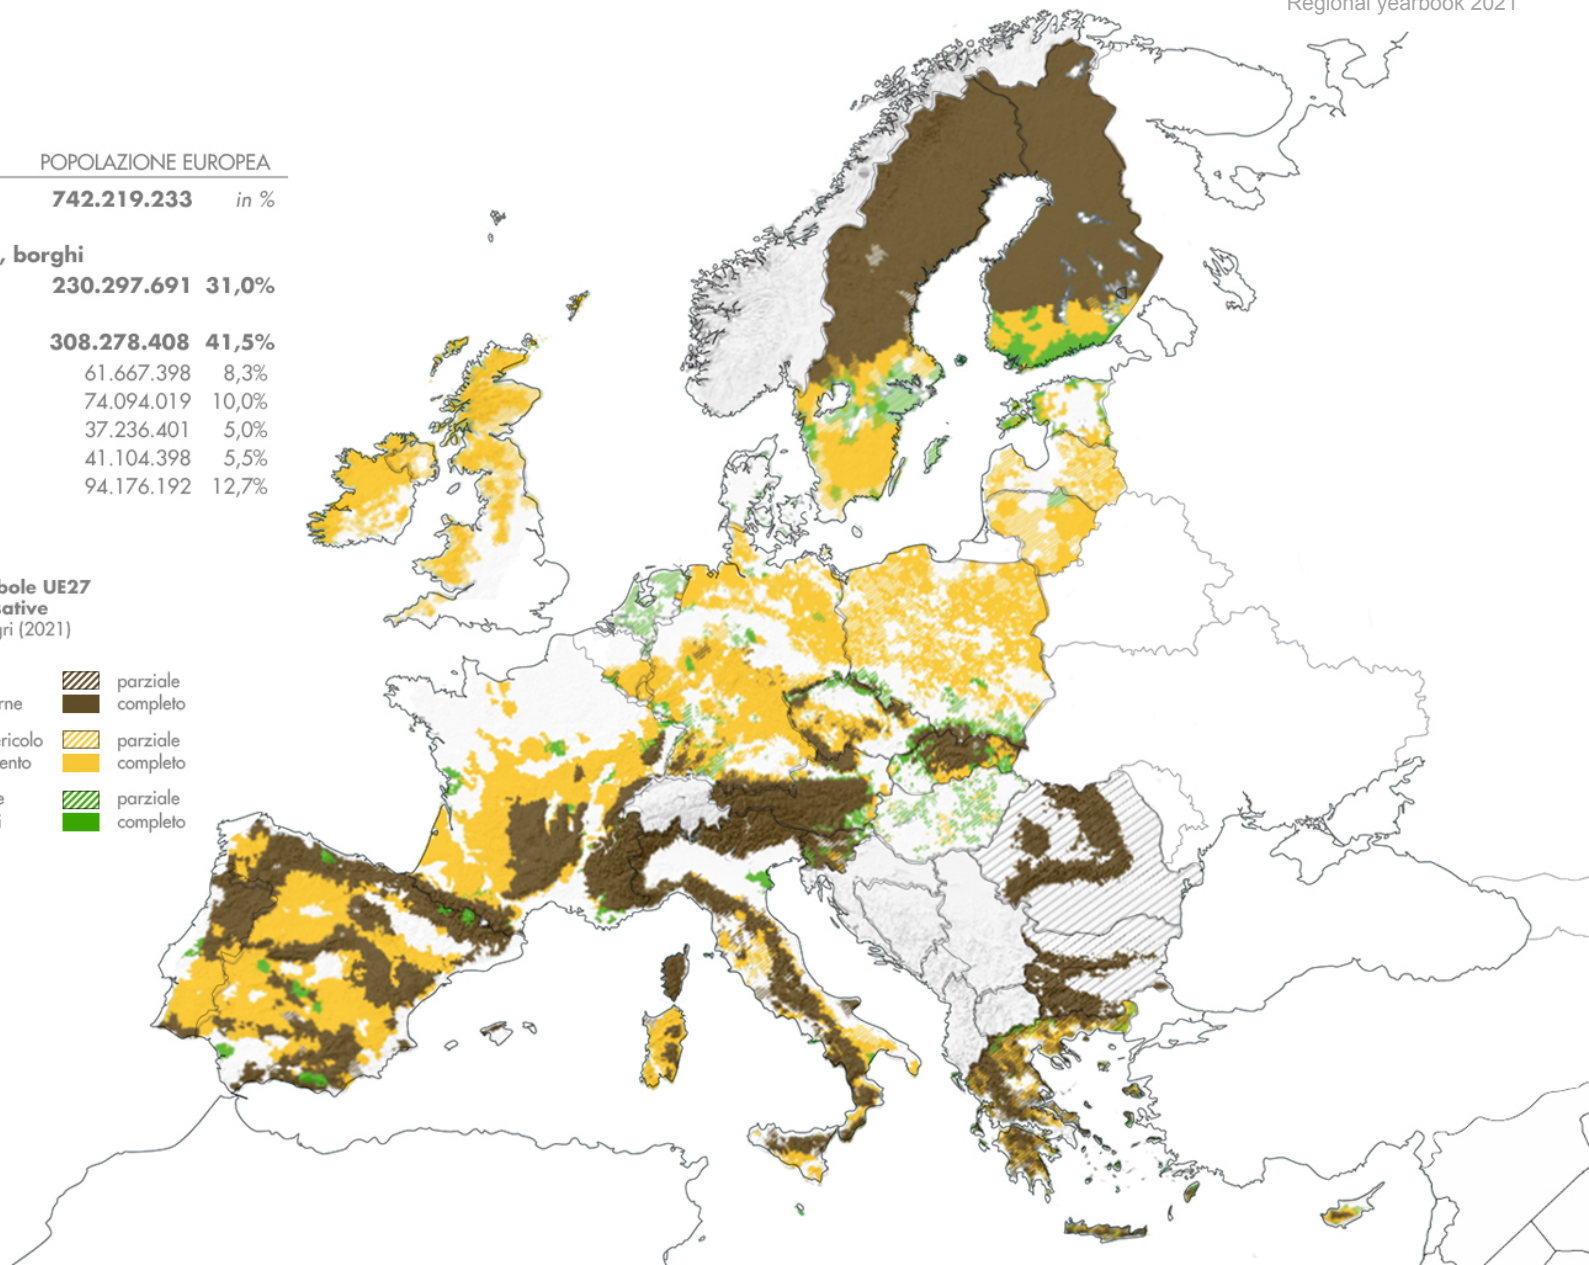 Regional yearbook 2021
POPOLAZIONE EUROPEA
742.219.233 in %
, borghi
230.297.691 31,0%
308.278.408 41,5%
61.667.398 8,3%
74.094.019 10,0%
37.236.401 5,0%
41.104.398 5,5%
94.176.192 12,7%
bole UE27
sative
gri (2021)
parziale
rne completo
ericolo parziale
ento completo
e parziale
i completo